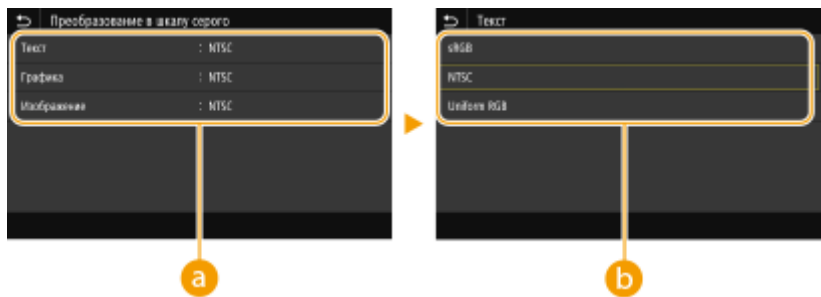 Преобразование в шкалу серого
Текст : NTSC
Графика : NTSC
Изображение : NTSC
a
Текст
sRGB
NTSC
Uniform RGB
b